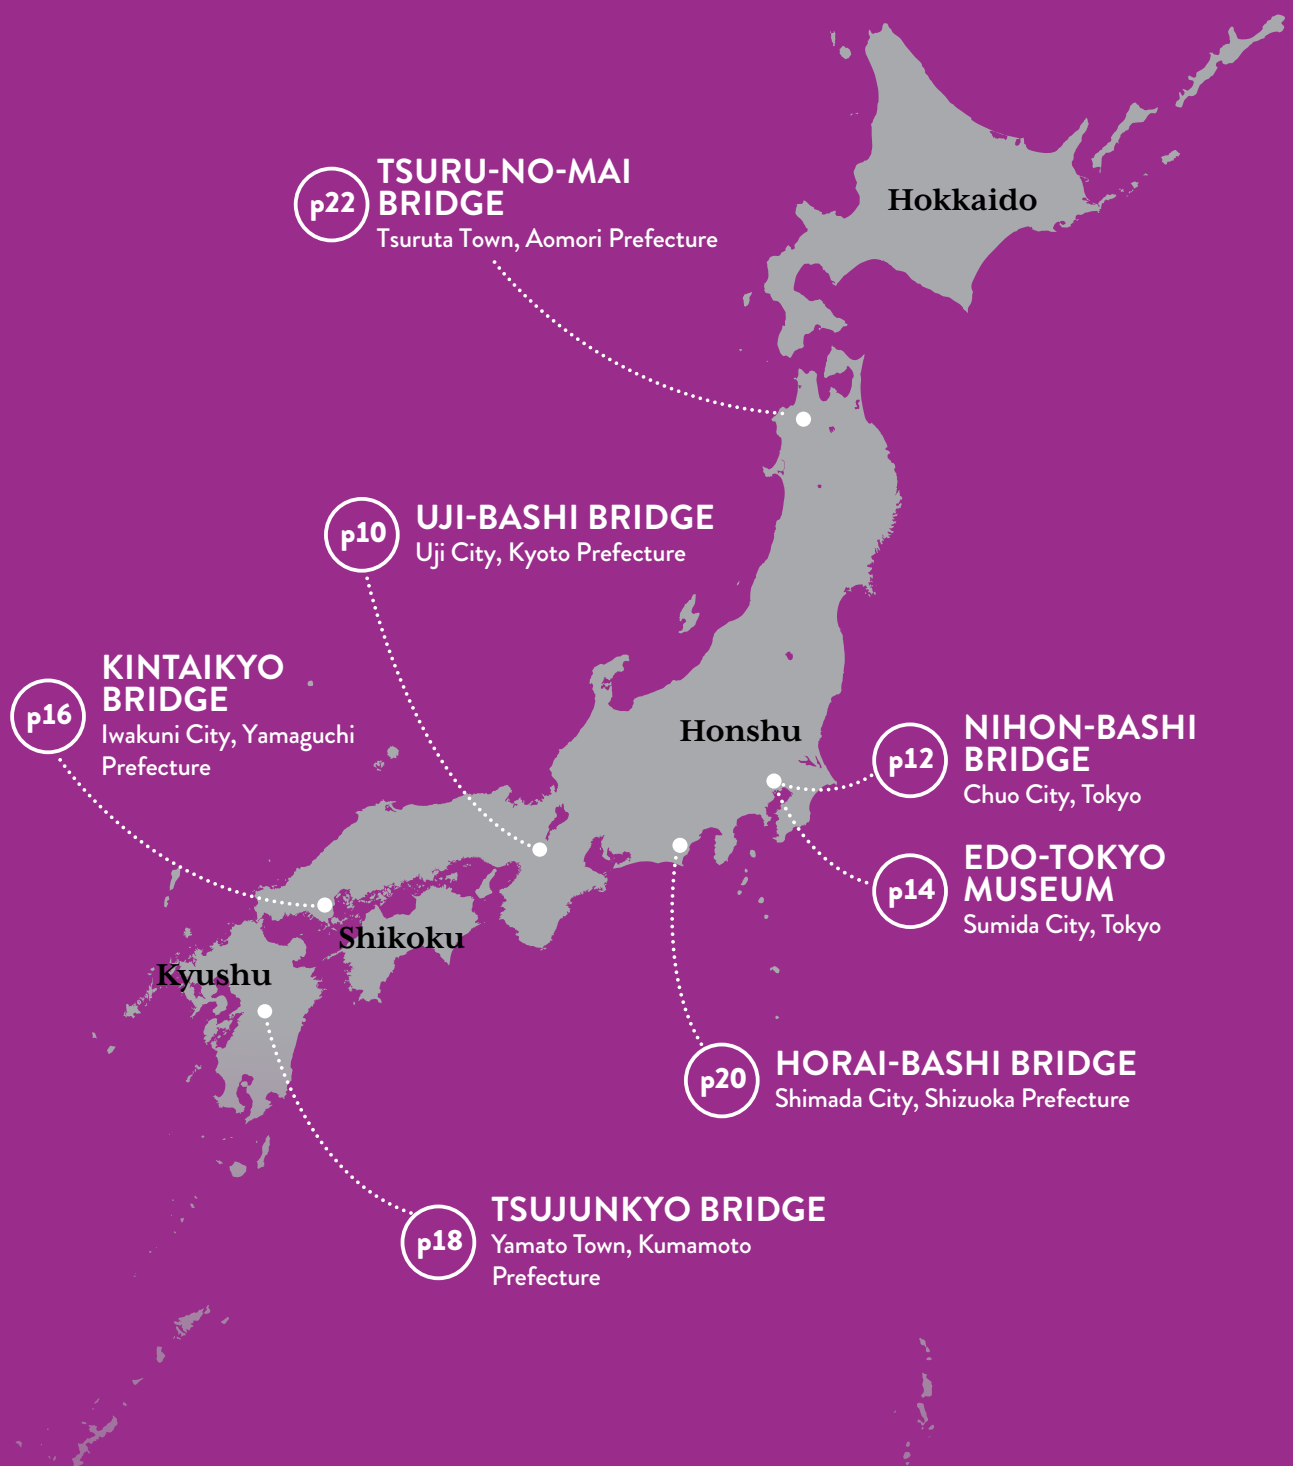 Hokkaido
p22
TSURU-NO-MAI
BRIDGE
Tsuruta Town, Aomori Prefecture
p10
UJI-BASHI BRIDGE
Uji City, Kyoto Prefecture
p16
KINTAIKYO
BRIDGE
Iwakuni City, Yamaguchi
Prefecture
Honshu
p12
NIHON-BASHI
BRIDGE
Chuo City, Tokyo
p14
EDO-TOKYO
MUSEUM
Sumida City, Tokyo
Shikoku
Kyushu
p20
HORAI-BASHI BRIDGE
Shimada City, Shizuoka Prefecture
p18
TSUJUNKYO BRIDGE
Yamato Town, Kumamoto
Prefecture